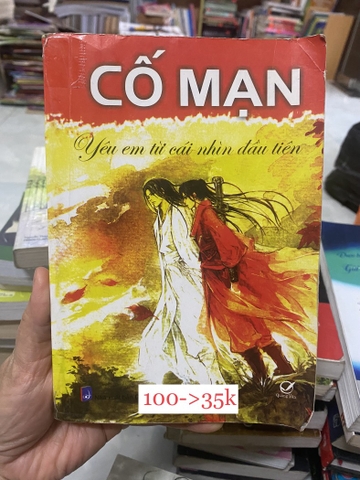 CỐ MẠN
Yêu em từ cái nhìn đầu tiên
100->35k